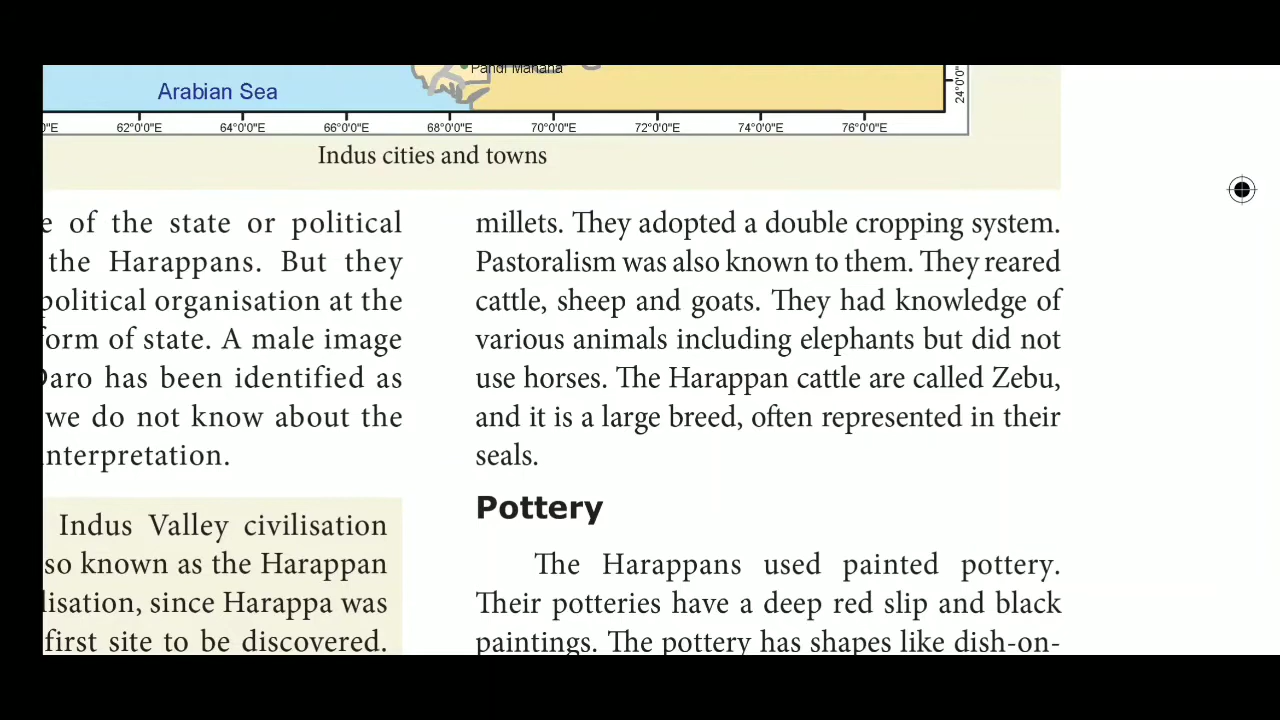 Pandi Mahana
Arabian Sea
24°0'0"
0"E 62°0'0"E 64°0'0"E 66°0'0"E 68°0'0"E 70°0'0"E 72°0'0"E 74°0'0"E 76°0'0"E
Indus cities and towns
e of the state or political
the Harappans. But they
political organisation at the
form of state. A male image
Daro has been identified as
we do not know about the
interpretation.
Indus Valley civilisation
so known as the Harappan
lisation, since Harappa was
first site to be discovered.
millets. They adopted a double cropping system.
Pastoralism was also known to them. They reared
cattle, sheep and goats. They had knowledge of
various animals including elephants but did not
use horses. The Harappan cattle are called Zebu,
and it is a large breed, often represented in their
seals.
Pottery
The Harappans used painted pottery.
Their potteries have a deep red slip and black
paintings. The pottery has shapes like dish-on-